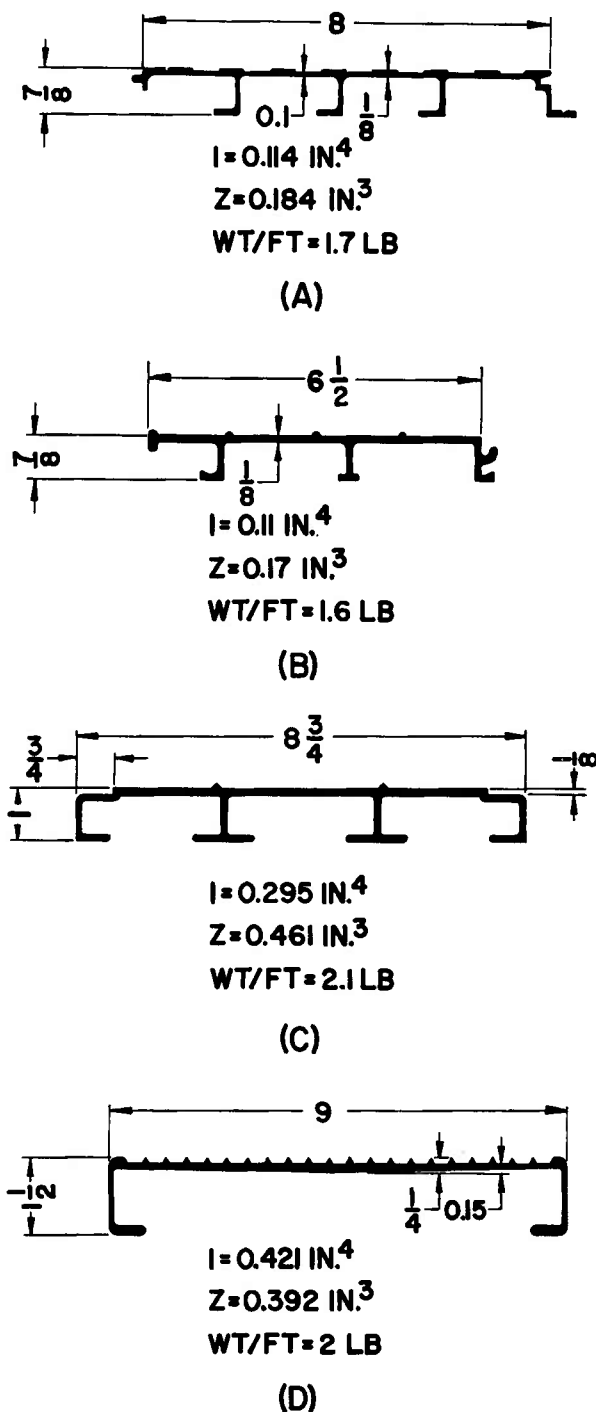 8
7/8
0.1
1/8
I=0.114 IN.⁴
Z=0.184 IN.³
WT/FT=1.7 LB
(A)
6 1/2
7/8
1/8
I=0.11 IN.⁴
Z=0.17 IN.³
WT/FT=1.6 LB
(B)
3/4
8 3/4
1/8
1
I=0.295 IN.⁴
Z=0.461 IN.³
WT/FT=2.1 LB
(C)
9
1 1/2
1/4
0.15
I=0.421 IN.⁴
Z=0.392 IN.³
WT/FT=2 LB
(D)